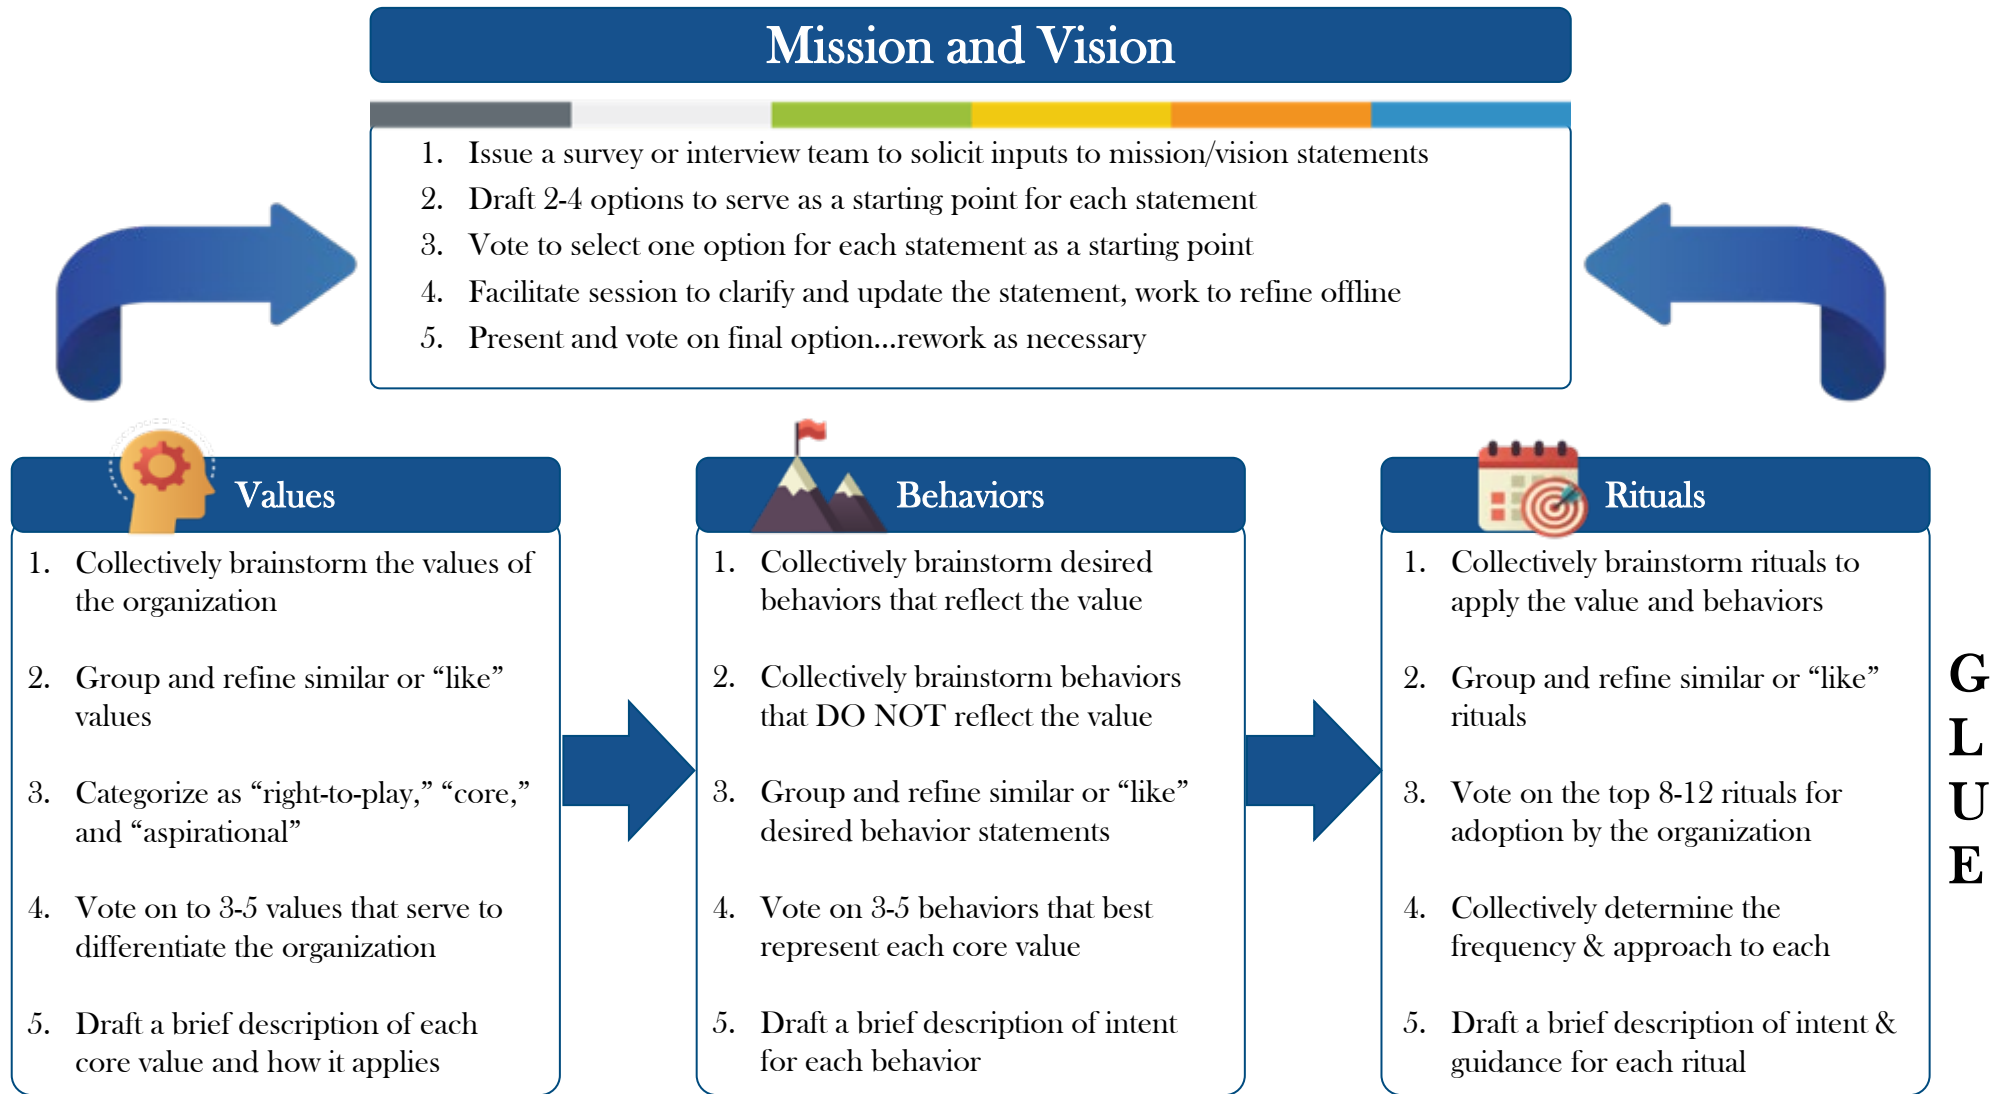 Mission and Vision
1. Issue a survey or interview team to solicit inputs to mission/vision statements
2. Draft 2-4 options to serve as a starting point for each statement
3. Vote to select one option for each statement as a starting point
4. Facilitate session to clarify and update the statement, work to refine offline
5. Present and vote on final option...rework as necessary
Values
1. Collectively brainstorm the values of
the organization
2. Group and refine similar or “like”
values
3. Categorize as “right-to-play,” “core,”
and “aspirational”
4. Vote on to 3-5 values that serve to
differentiate the organization
5. Draft a brief description of each
core value and how it applies
Behaviors
1. Collectively brainstorm desired
behaviors that reflect the value
2. Collectively brainstorm behaviors
that DO NOT reflect the value
3. Group and refine similar or “like”
desired behavior statements
4. Vote on 3-5 behaviors that best
represent each core value
5. Draft a brief description of intent
for each behavior
Rituals
1. Collectively brainstorm rituals to
apply the value and behaviors
2. Group and refine similar or “like”
rituals
3. Vote on the top 8-12 rituals for
adoption by the organization
4. Collectively determine the
frequency & approach to each
5. Draft a brief description of intent &
guidance for each ritual
G
L
U
E